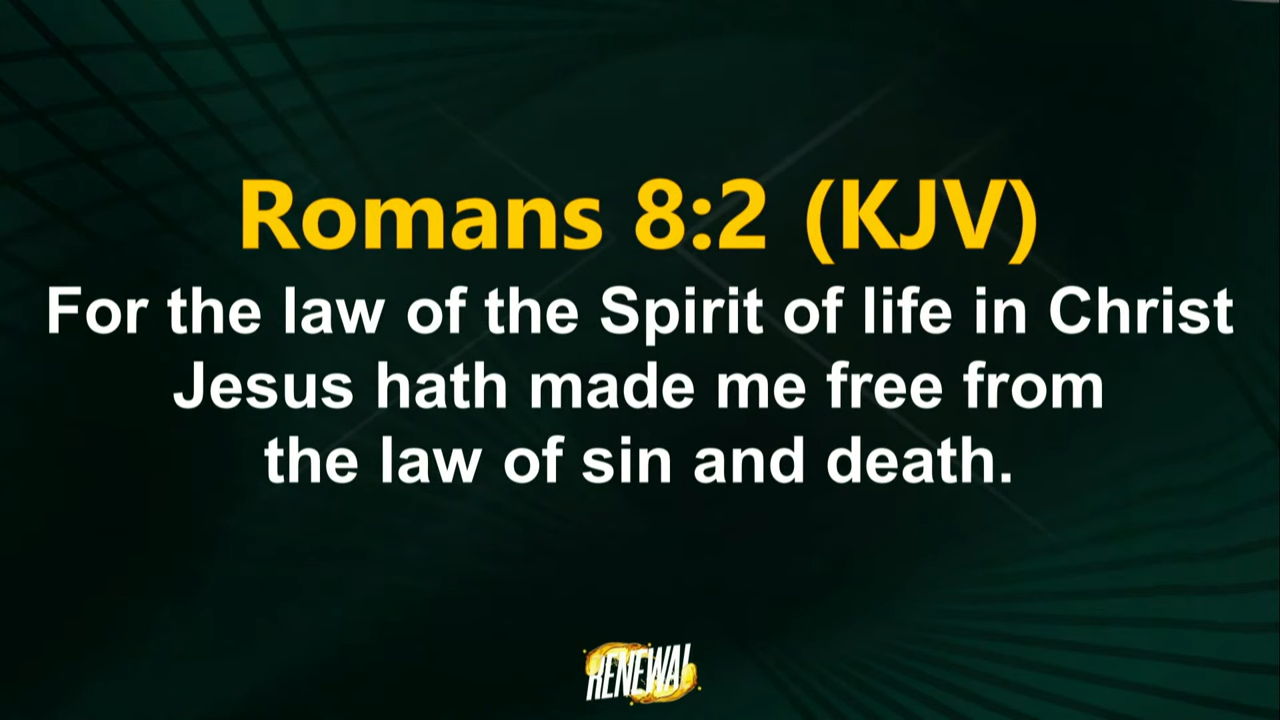 Romans 8:2 (KJV)
For the law of the Spirit of life in Christ
Jesus hath made me free from
the law of sin and death.
RENEWAL